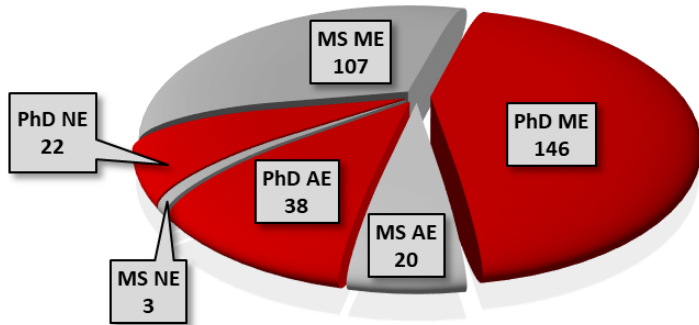 MS ME
107
PhD ME
146
PhD NE
22
PhD AE
38
MS AE
20
MS NE
3